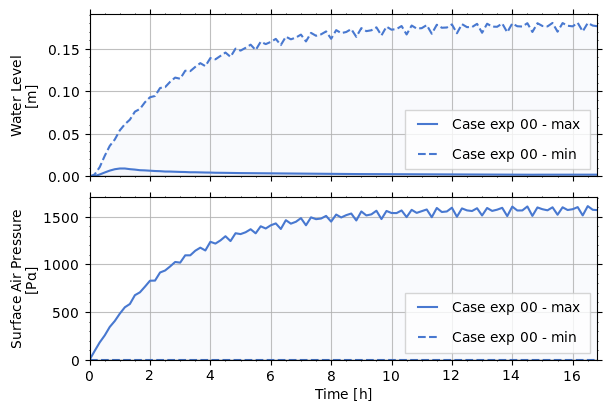 Water Level
[m]
0.15
0.10
0.05
0.00
Case exp 00 - max
Case exp 00 - min
Surface Air Pressure
[Pa]
1500
1000
500
0
Case exp 00 - max
Case exp 00 - min
0 2 4 6 8 10 12 14 16
Time [h]